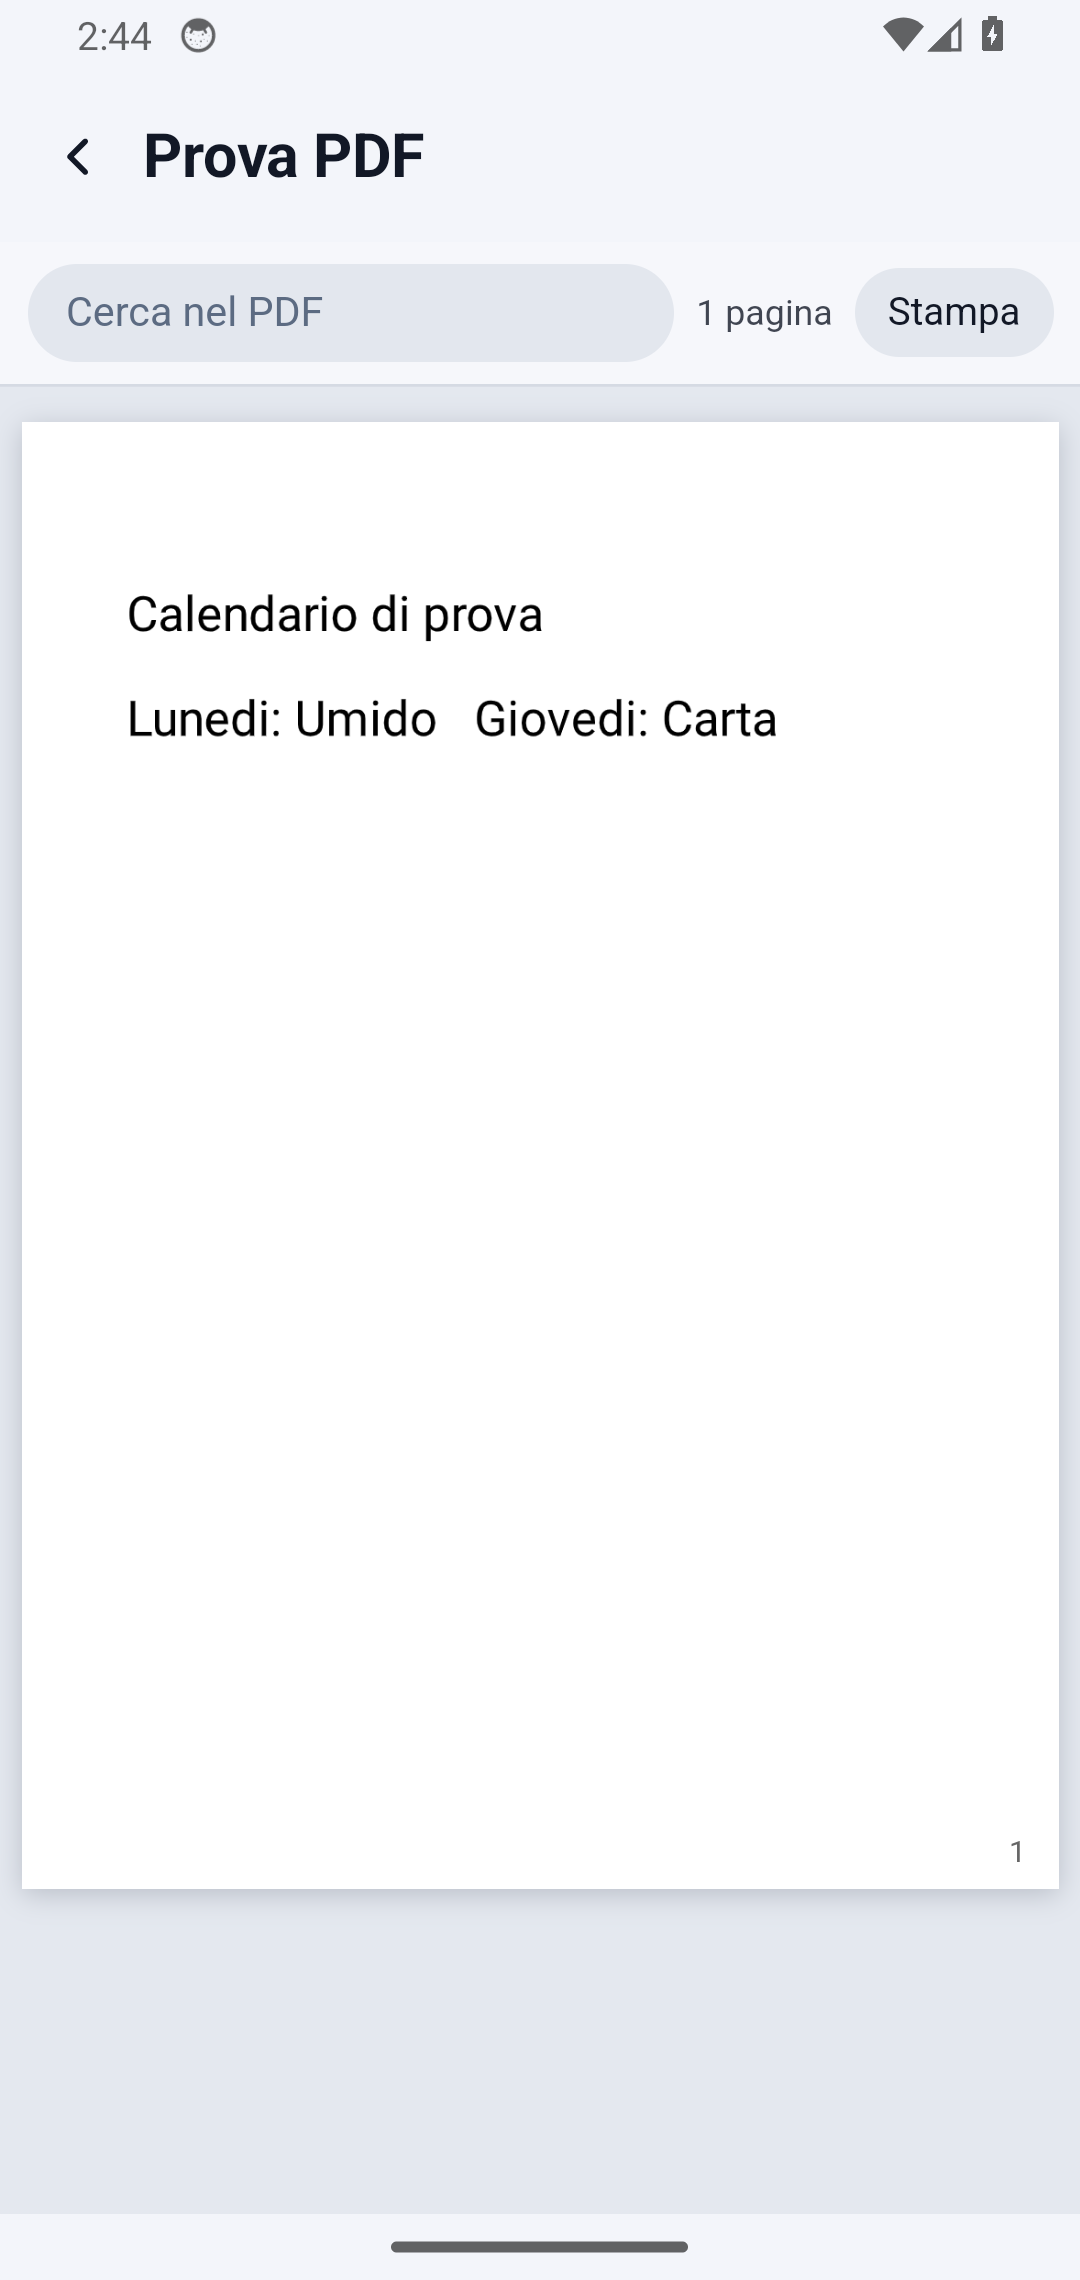 2:44
Prova PDF
Cerca nel PDF
1 pagina
Stampa
Calendario di prova
Lunedi: Umido   Giovedi: Carta
1